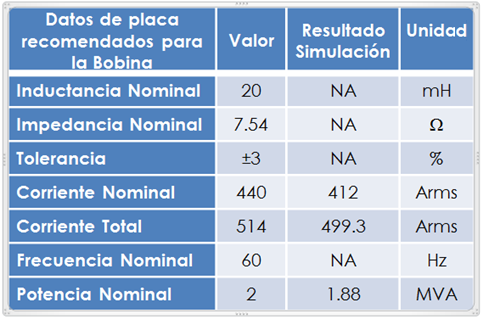 Datos de placa recomendados para la Bobina Valor Resultado Simulación Unidad
Inductancia Nominal 20 NA mH
Impedancia Nominal 7.54 NA Ω
Tolerancia ±3 NA %
Corriente Nominal 440 412 Arms
Corriente Total 514 499.3 Arms
Frecuencia Nominal 60 NA Hz
Potencia Nominal 2 1.88 MVA